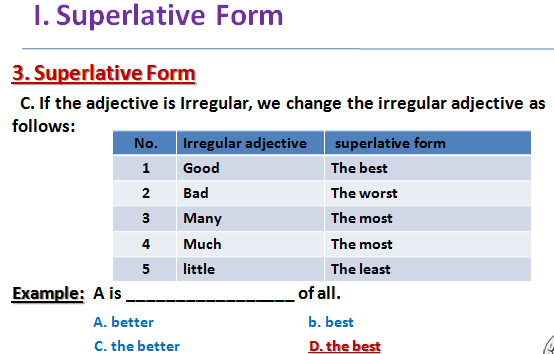 I. Superlative Form
3. Superlative Form
C. If the adjective is Irregular, we change the irregular adjective as
follows:
No. Irregular adjective superlative form
1 Good The best
2 Bad The worst
3 Many The most
4 Much The most
5 little The least
Example: A is _________________ of all.
A. better b. best
C. the better D. the best